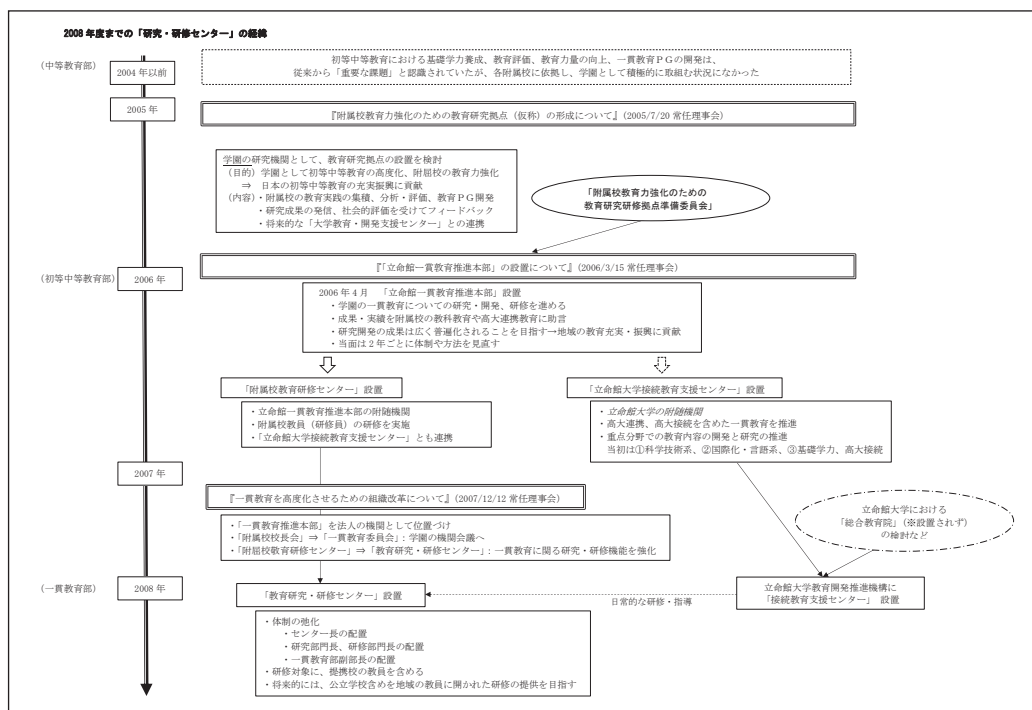 2008 年度までの「研究・研修センター」の経緯
(中等教育部)
2004 年以前
初等中等教育における基礎学力養成、教育評価、教育力量の向上、一貫教育PGの開発は、
従来から「重要な課題」と認識されていたが、各附属校に依拠し、学園として積極的に取組む状況になかった
2005 年
『附属校教育力強化のための教育研究拠点(仮称)の形成について』(2005/7/20 常任理事会)
学園の研究機関として、教育研究拠点の設置を検討
(目的)学園として初等中等教育の高度化、附屈校の教育力強化
⇒ 日本の初等中等教育の充実振興に貢献
(内容)・附属校の教育実践の集積、分析・評価、教育PG開発
・研究成果の発信、社会的評価を受けてフィードバック
・将来的な「大学教育・開発支援センター」との連携
「附属校教育力強化のための
教育研究研修拠点準備委員会」
(初等中等教育部)
2006 年
『「立命館一貫教育推進本部」の設置について』(2006/3/15 常任理事会)
2006 年 4 月 「立命館一貫教育推進本部」設置
・学園の一貫教育についての研究・開発、研修を進める
・成果・実績を附属校の教科教育や高大連携教育に助言
・研究開発の成果は広く普遍化されることを目指す→地域の教育充実・振興に貢献
・当面は 2 年ごとに体制や方法を見直す
「附属校教育研修センター」設置
・立命館一貫教育推進本部の附随機関
・附属校教員(研修員)の研修を実施
・「立命館大学接続教育支援センター」とも連携
「立命館大学接続教育支援センター」設置
・立命館大学の附随機関
・高大連携、高大接続を含めた一貫教育を推進
・重点分野での教育内容の開発と研究の推進
当初は①科学技術系、②国際化・言語系、③基礎学力、高大接続
2007 年
『一貫教育を高度化させるための組織改革について』(2007/12/12 常任理事会)
・「一貫教育推進本部」を法人の機関として位置づけ
・「附属校校長会」⇒「一貫教育委員会」: 学園の機関会議へ
・「附屈校敎育研修センター」⇒「教育研究・研修センター」: 一貫教育に関る研究・研修機能を強化
立命館大学における
「総合教育院」(※設置されず)
の検討など
(一貫教育部)
2008 年
「教育研究・研修センター」設置
日常的な研修・指導
立命館大学教育開発推進機構に
「接続教育支援センター」 設置
・体制の弛化
・センター長の配置
・研究部門長、研修部門長の配置
・一貫教育部副部長の配置
・研修対象に、提携校の教員を含める
・将来的には、公立学校含めを地域の教員に開かれた研修の提供を目指す